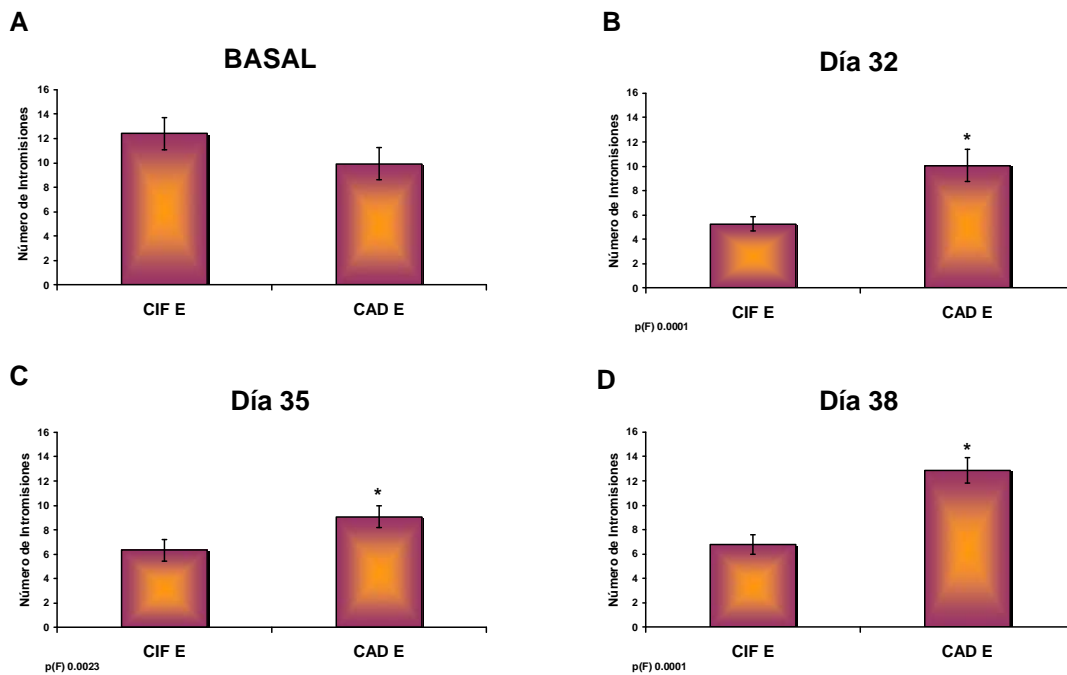 A
BASAL
Número de Intromisiones
16
14
12
10
8
6
4
2
0
CIF E
CAD E
B
Día 32
Número de Intromisiones
16
14
12
10
8
6
4
2
0
*
CIF E
CAD E
p(F) 0.0001
C
Día 35
Número de Intromisiones
16
14
12
10
8
6
4
2
0
*
CIF E
CAD E
p(F) 0.0023
D
Día 38
Número de Intromisiones
16
14
12
10
8
6
4
2
0
*
CIF E
CAD E
p(F) 0.0001